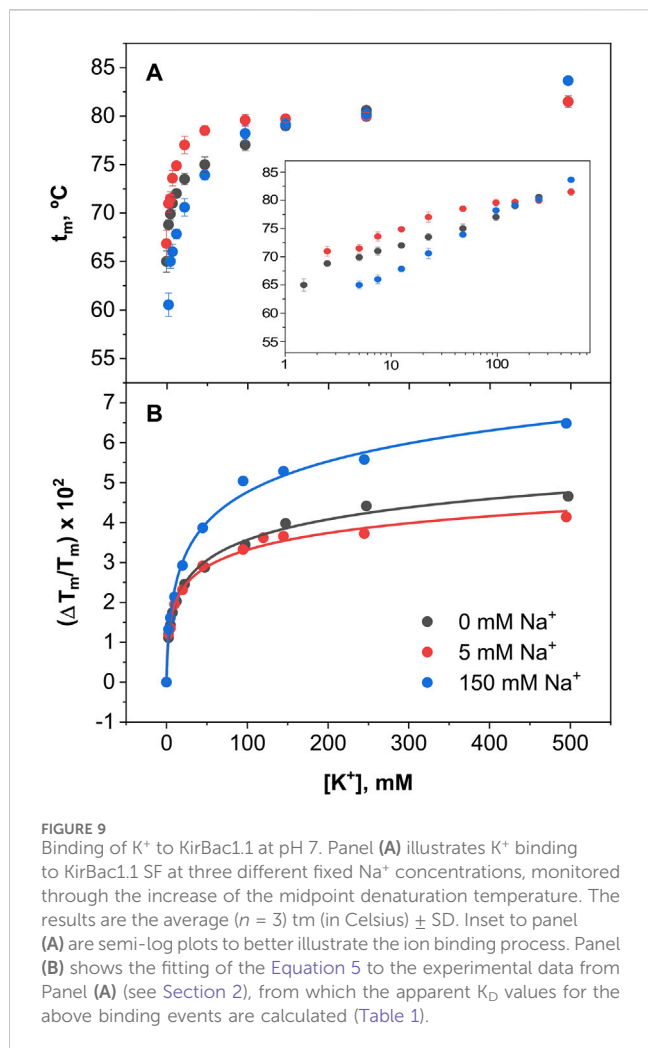 A
85
80
75
70
65
60
55
t_m, ºC
85
80
75
70
65
60
55
1
10
100
B
7
6
5
4
3
2
1
0
-1
(Δ T_m/T_m) x 10²
0 mM Na⁺
5 mM Na⁺
150 mM Na⁺
0
100
200
300
400
500
[K⁺], mM
FIGURE 9
Binding of K⁺ to KirBac1.1 at pH 7. Panel (A) illustrates K⁺ binding
to KirBac1.1 SF at three different fixed Na⁺ concentrations, monitored
through the increase of the midpoint denaturation temperature. The
results are the average (n = 3) tm (in Celsius) ± SD. Inset to panel
(A) are semi-log plots to better illustrate the ion binding process. Panel
(B) shows the fitting of the Equation 5 to the experimental data from
Panel (A) (see Section 2), from which the apparent K_D values for the
above binding events are calculated (Table 1).